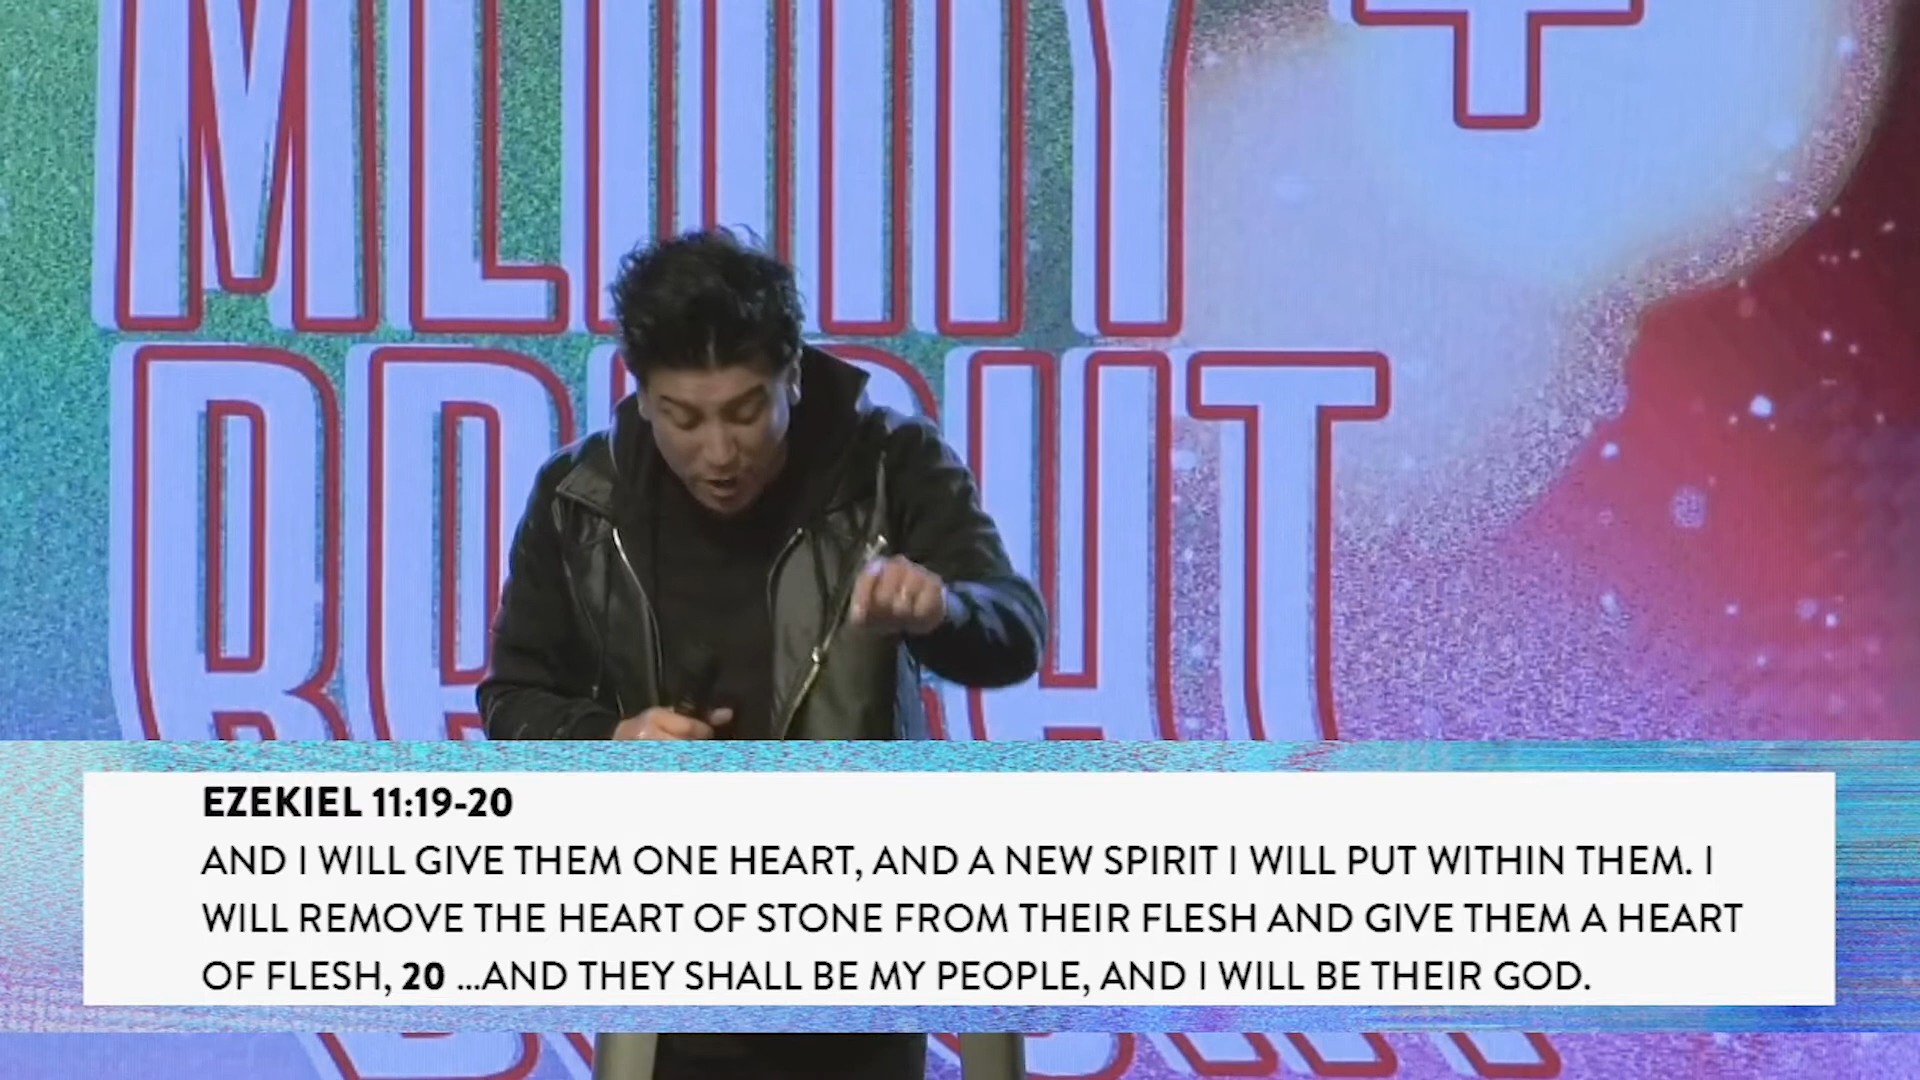 MERRY +
BRIGHT
EZEKIEL 11:19-20
AND I WILL GIVE THEM ONE HEART, AND A NEW SPIRIT I WILL PUT WITHIN THEM. I
WILL REMOVE THE HEART OF STONE FROM THEIR FLESH AND GIVE THEM A HEART
OF FLESH, 20 ...AND THEY SHALL BE MY PEOPLE, AND I WILL BE THEIR GOD.